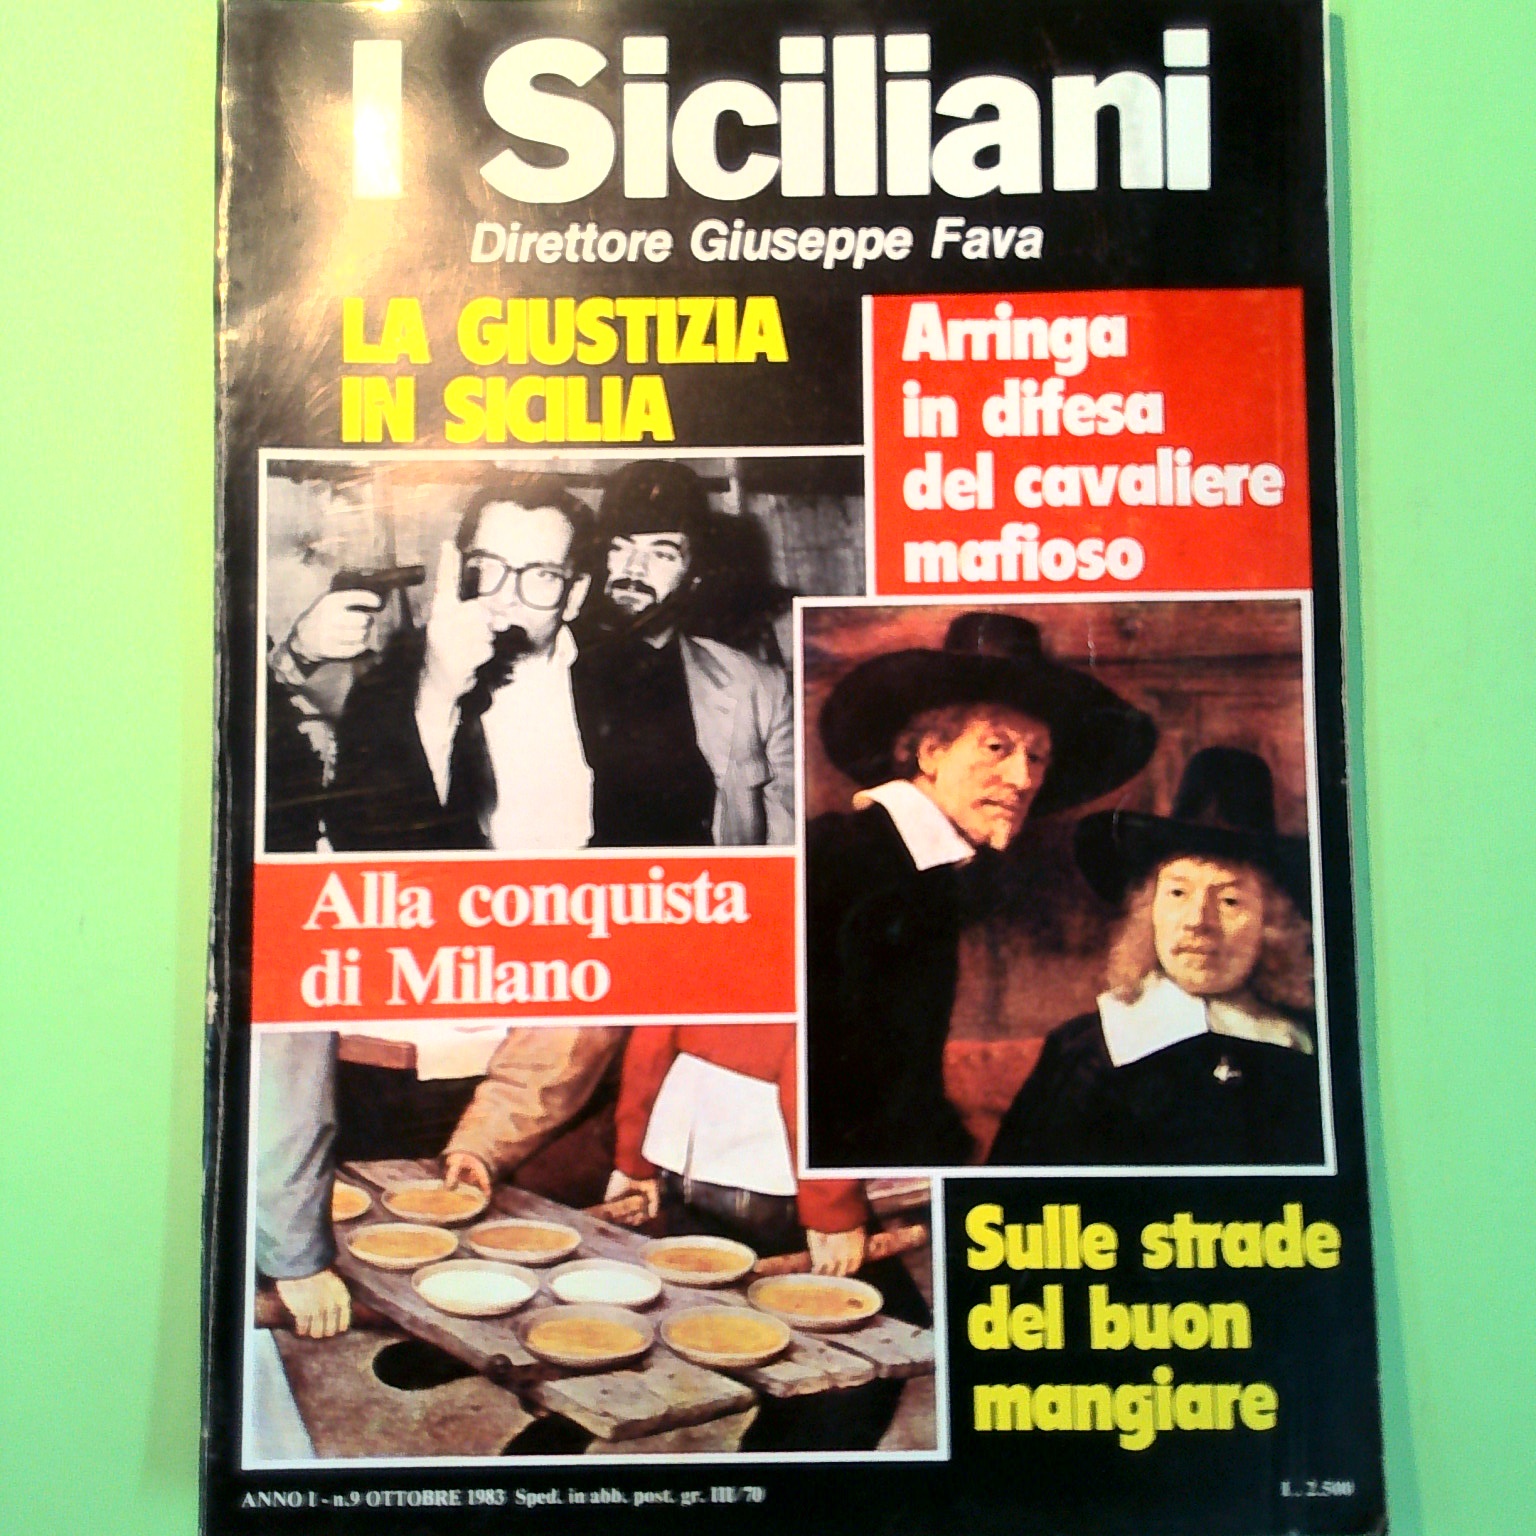 I Siciliani
Direttore Giuseppe Fava
LA GIUSTIZIA
IN SICILIA
Arringa
in difesa
del cavaliere
mafioso
Alla conquista
di Milano
Sulle strade
del buon
mangiare
ANNO I - n.9 OTTOBRE 1983 Sped. in abb. post. gr. III/70
L. 2.500